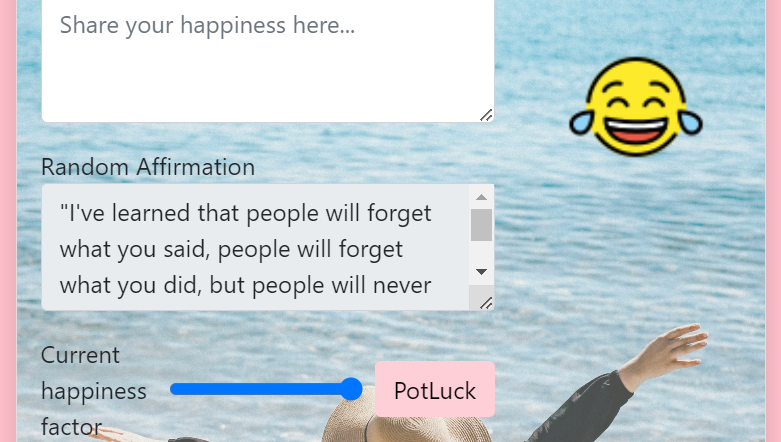 Share your happiness here...
Random Affirmation
"I've learned that people will forget
what you said, people will forget
what you did, but people will never
Current
happiness
factor
PotLuck